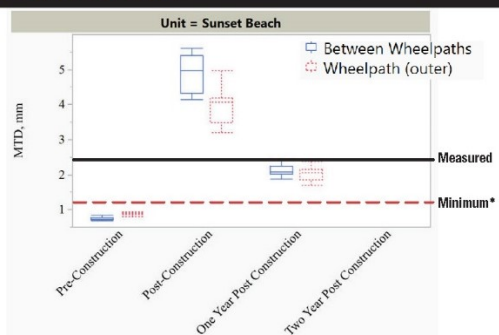 Unit = Sunset Beach
Between Wheelpaths
Wheelpath (outer)
MTD, mm
5
4
3
2
1
Measured
Minimum*
Pre-Construction
Post-Construction
One Year Post Construction
Two Year Post Construction